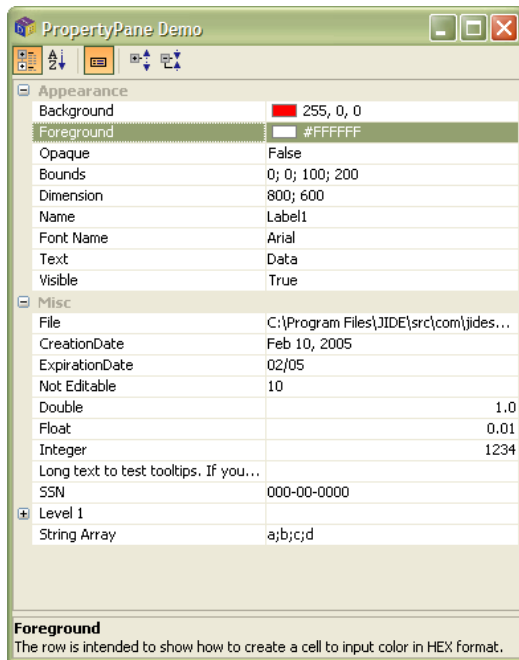 PropertyPane Demo
Appearance
Background 255, 0, 0
Foreground #FFFFFF
Opaque False
Bounds 0; 0; 100; 200
Dimension 800; 600
Name Label1
Font Name Arial
Text Data
Visible True
Misc
File C:\Program Files\JIDE\src\com\jides...
CreationDate Feb 10, 2005
ExpirationDate 02/05
Not Editable 10
Double 1.0
Float 0.01
Integer 1234
Long text to test tooltips. If you...
SSN 000-00-0000
Level 1
String Array a;b;c;d
Foreground
The row is intended to show how to create a cell to input color in HEX format.